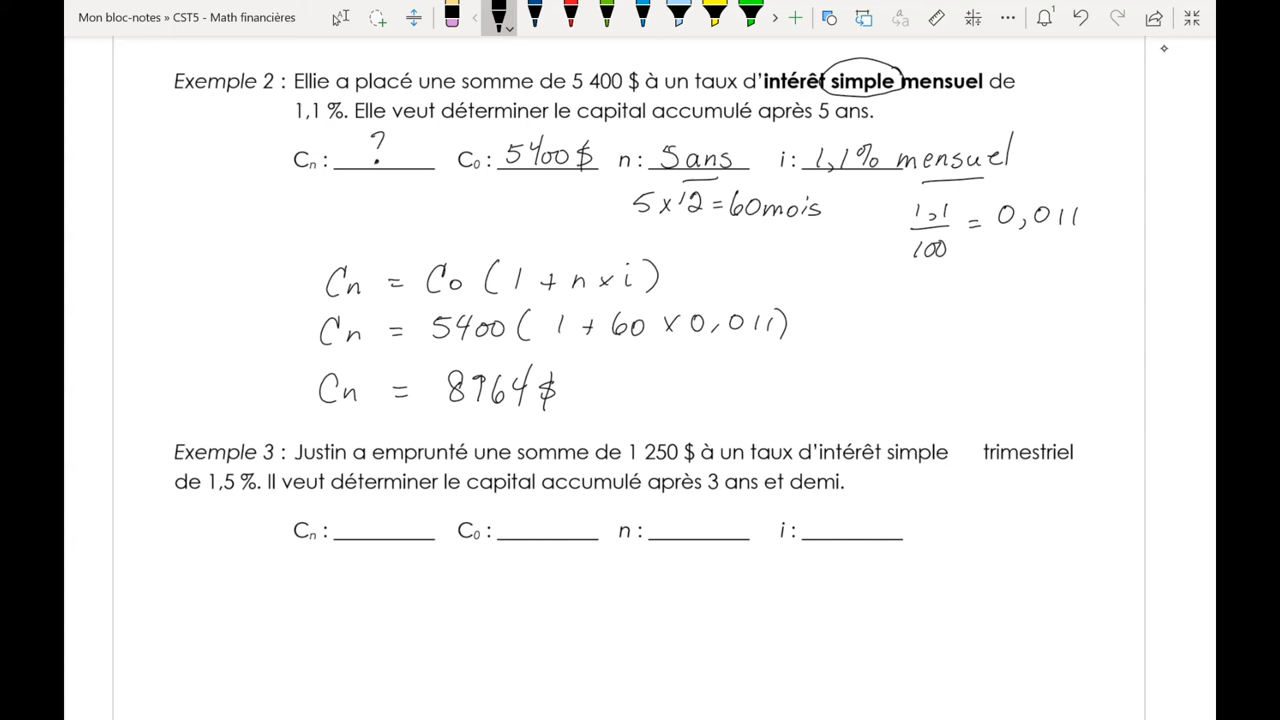 Mon bloc-notes » CST5 - Math financières
Exemple 2 : Ellie a placé une somme de 5 400 $ à un taux d'intérêt simple mensuel de
1,1 %. Elle veut déterminer le capital accumulé après 5 ans.
Cn : ? C0 : 5400$ n : 5 ans i : 1,1% mensuel
5 x 12 = 60 mois
1,1/100 = 0,011
Cn = C0 (1 + n x i)
Cn = 5400 (1 + 60 x 0,011)
Cn = 8964 $
Exemple 3 : Justin a emprunté une somme de 1 250 $ à un taux d'intérêt simple trimestriel
de 1,5 %. Il veut déterminer le capital accumulé après 3 ans et demi.
Cn : ________ C0 : ________ n : ________ i : ________